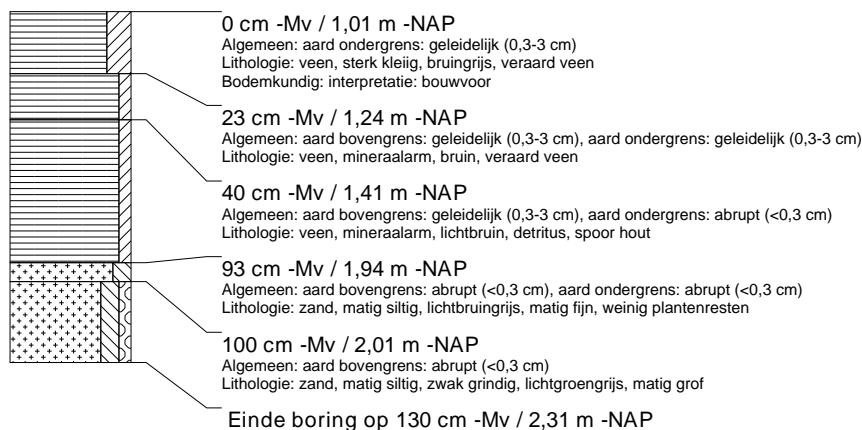 0 cm -Mv / 1,01 m -NAP
Algemeen: aard ondergrens: geleidelijk (0,3-3 cm)
Lithologie: veen, sterk kleiig, bruingrijs, veraard veen
Bodemkundig: interpretatie: bouwvoor
23 cm -Mv / 1,24 m -NAP
Algemeen: aard bovengrens: geleidelijk (0,3-3 cm), aard ondergrens: geleidelijk (0,3-3 cm)
Lithologie: veen, mineraalarm, bruin, veraard veen
40 cm -Mv / 1,41 m -NAP
Algemeen: aard bovengrens: geleidelijk (0,3-3 cm), aard ondergrens: abrupt (<0,3 cm)
Lithologie: veen, mineraalarm, lichtbruin, detritus, spoor hout
93 cm -Mv / 1,94 m -NAP
Algemeen: aard bovengrens: abrupt (<0,3 cm), aard ondergrens: abrupt (<0,3 cm)
Lithologie: zand, matig siltig, lichtbruingrijs, matig fijn, weinig plantenresten
100 cm -Mv / 2,01 m -NAP
Algemeen: aard bovengrens: abrupt (<0,3 cm)
Lithologie: zand, matig siltig, zwak grindig, lichtgroengrijs, matig grof
Einde boring op 130 cm -Mv / 2,31 m -NAP